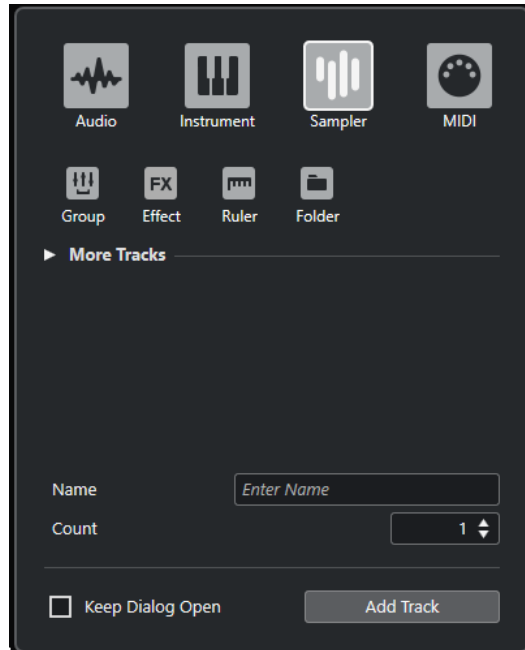 Audio Instrument Sampler MIDI
FX
Group Effect Ruler Folder
More Tracks
Name Enter Name
Count 1
Keep Dialog Open Add Track